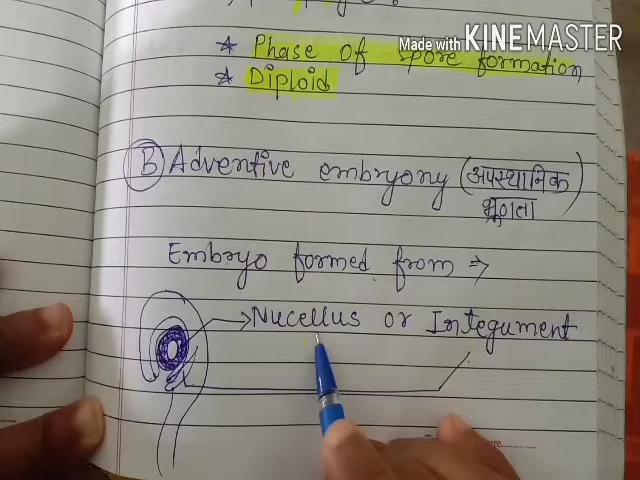 Made with KINEMASTER
* Phase of spore formation
* Diploid
(B) Adventive embryony (अपस्थानिक
भ्रूणता)
Embryo formed from ⇒
→ Nucellus or Integument